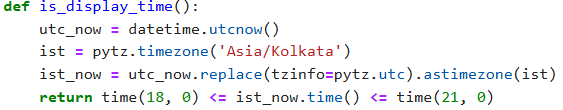 def is_display_time():
    utc_now = datetime.utcnow()
    ist = pytz.timezone('Asia/Kolkata')
    ist_now = utc_now.replace(tzinfo=pytz.utc).astimezone(ist)
    return time(18, 0) <= ist_now.time() <= time(21, 0)